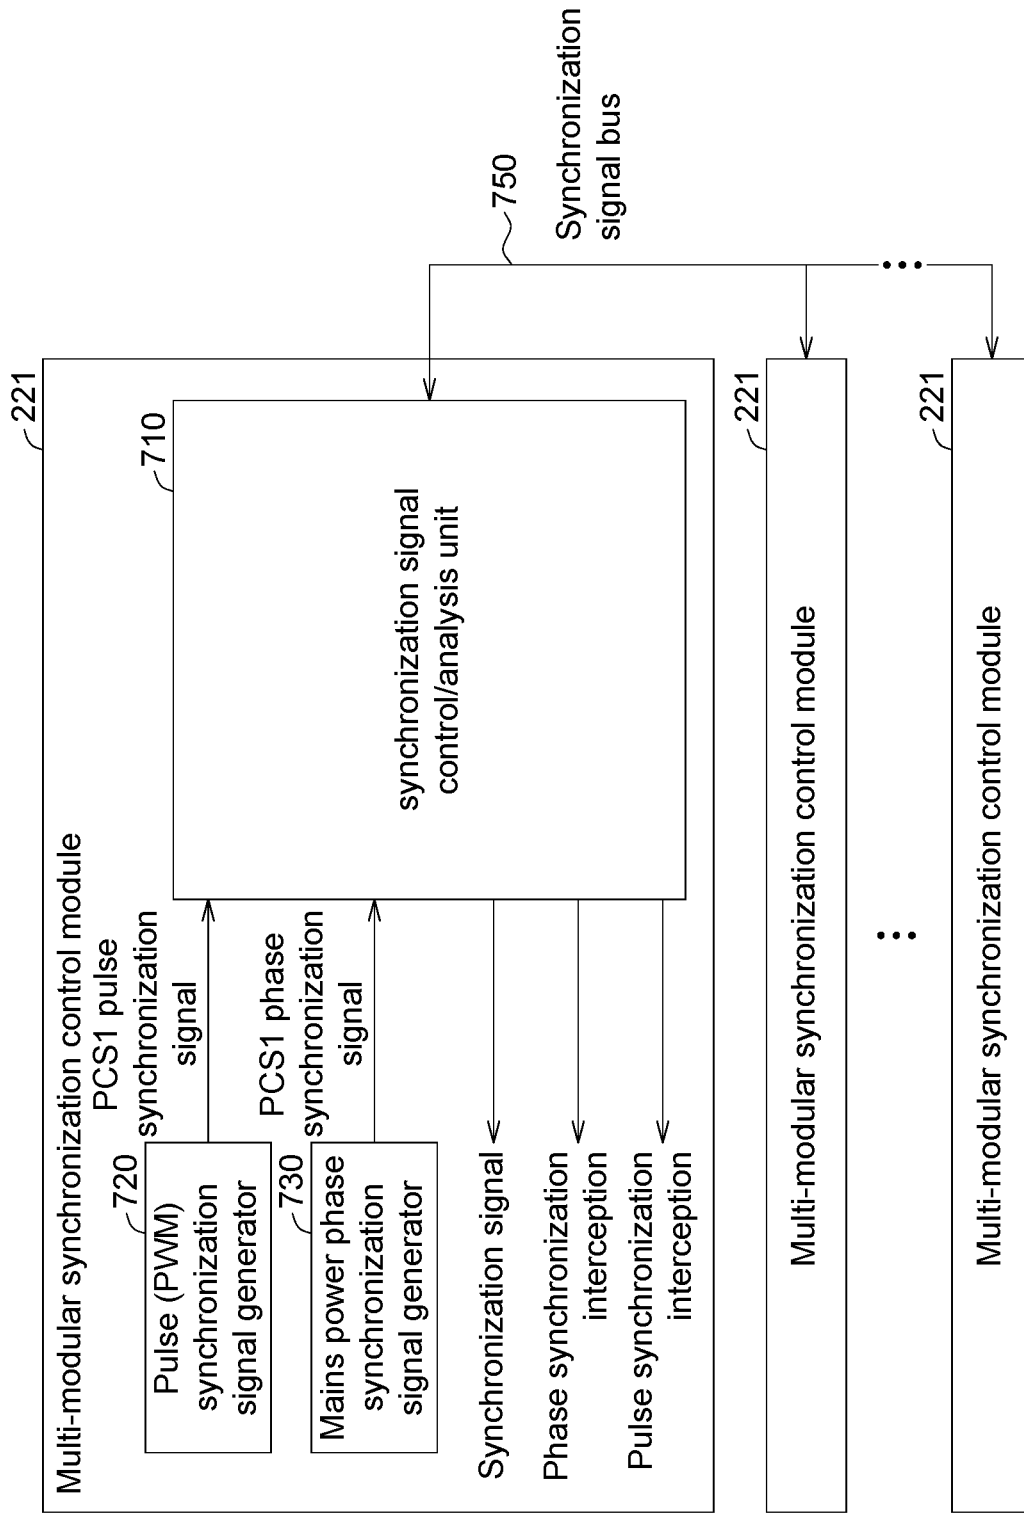 Multi-modular synchronization control module
221
720
Pulse (PWM)
synchronization
signal generator
PCS1 pulse
synchronization
signal
730
Mains power phase
synchronization
signal generator
PCS1 phase
synchronization
signal
710
synchronization signal
control/analysis unit
Synchronization signal
Phase synchronization
interception
Pulse synchronization
interception
750
Synchronization
signal bus
221
Multi-modular synchronization control module
221
Multi-modular synchronization control module